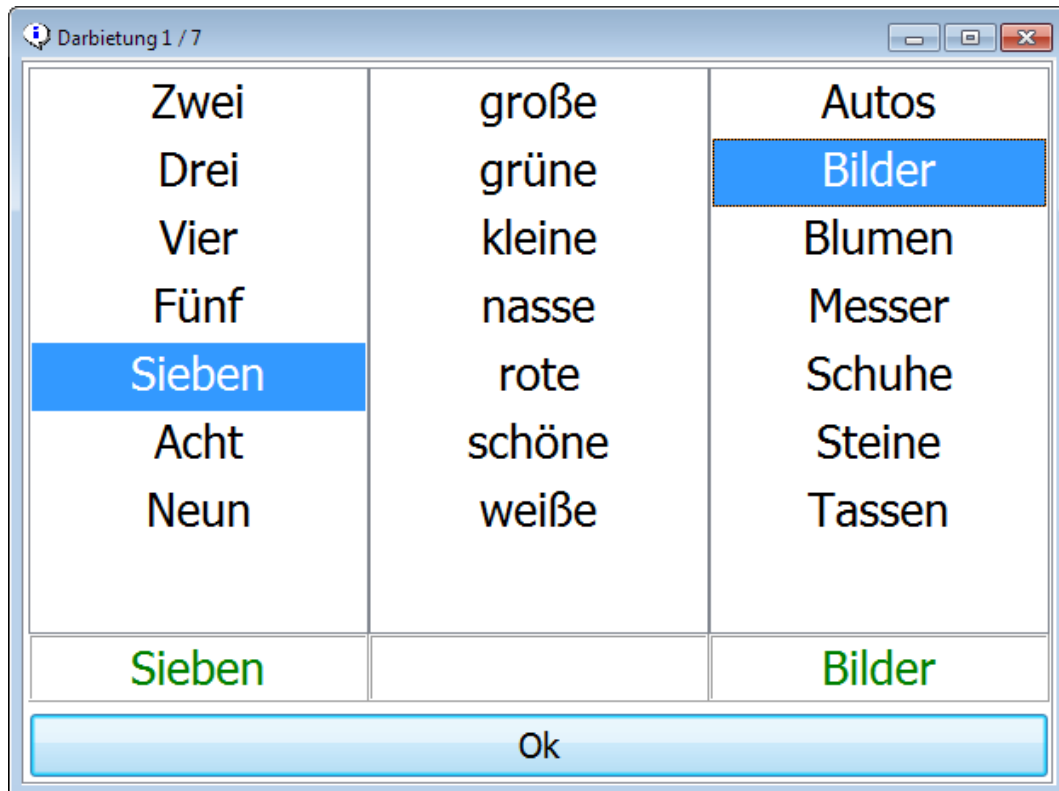 Darbietung 1 / 7
Zwei große Autos
Drei grüne Bilder
Vier kleine Blumen
Fünf nasse Messer
Sieben rote Schuhe
Acht schöne Steine
Neun weiße Tassen
Sieben Bilder
Ok